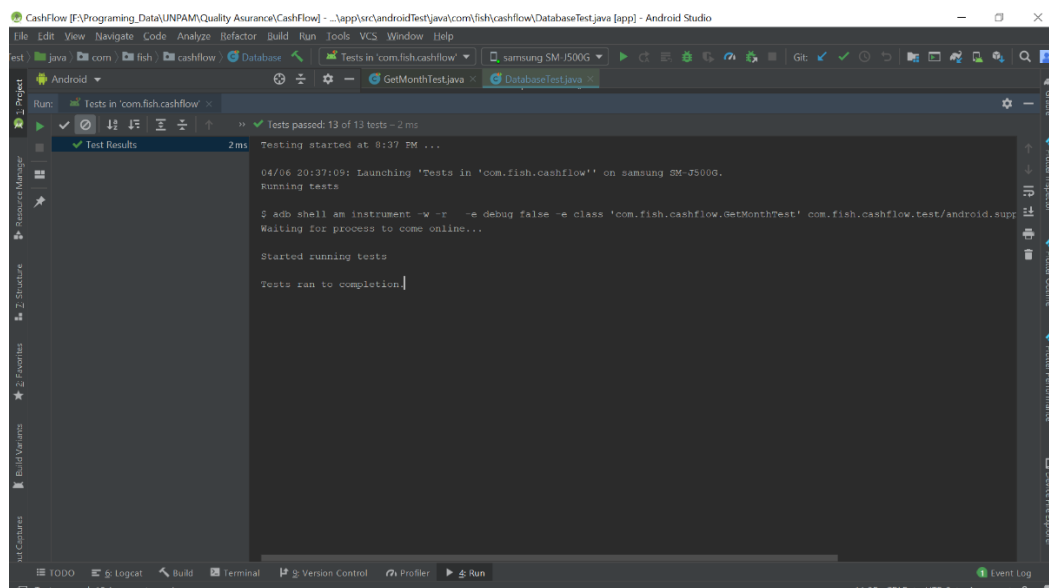 CashFlow [F:\Programing_Data\UNPAM\Quality Asurance\CashFlow] - ...\app\src\androidTest\java\com\fish\cashflow\DatabaseTest.java [app] - Android Studio
File Edit View Navigate Code Analyze Refactor Build Run Tools VCS Window Help
java com fish cashflow Database Tests in 'com.fish.cashflow' samsung SM-J500G Git:
Android GetMonthTest.java DatabaseTest.java
1: Project
Run: Tests in 'com.fish.cashflow'
Tests passed: 13 of 13 tests – 2 ms
Test Results 2 ms
Testing started at 8:37 PM ...
04/06 20:37:09: Launching 'Tests in 'com.fish.cashflow'' on samsung SM-J500G.
Running tests
$ adb shell am instrument -w -r -e debug false -e class 'com.fish.cashflow.GetMonthTest' com.fish.cashflow.test/android.supp
Waiting for process to come online...
Started running tests
Tests ran to completion.
Resource Manager
Z: Structure
2: Favorites
Build Variants
Captures
TODO 6: Logcat Build Terminal 9: Version Control Profiler 4: Run 1 Event Log